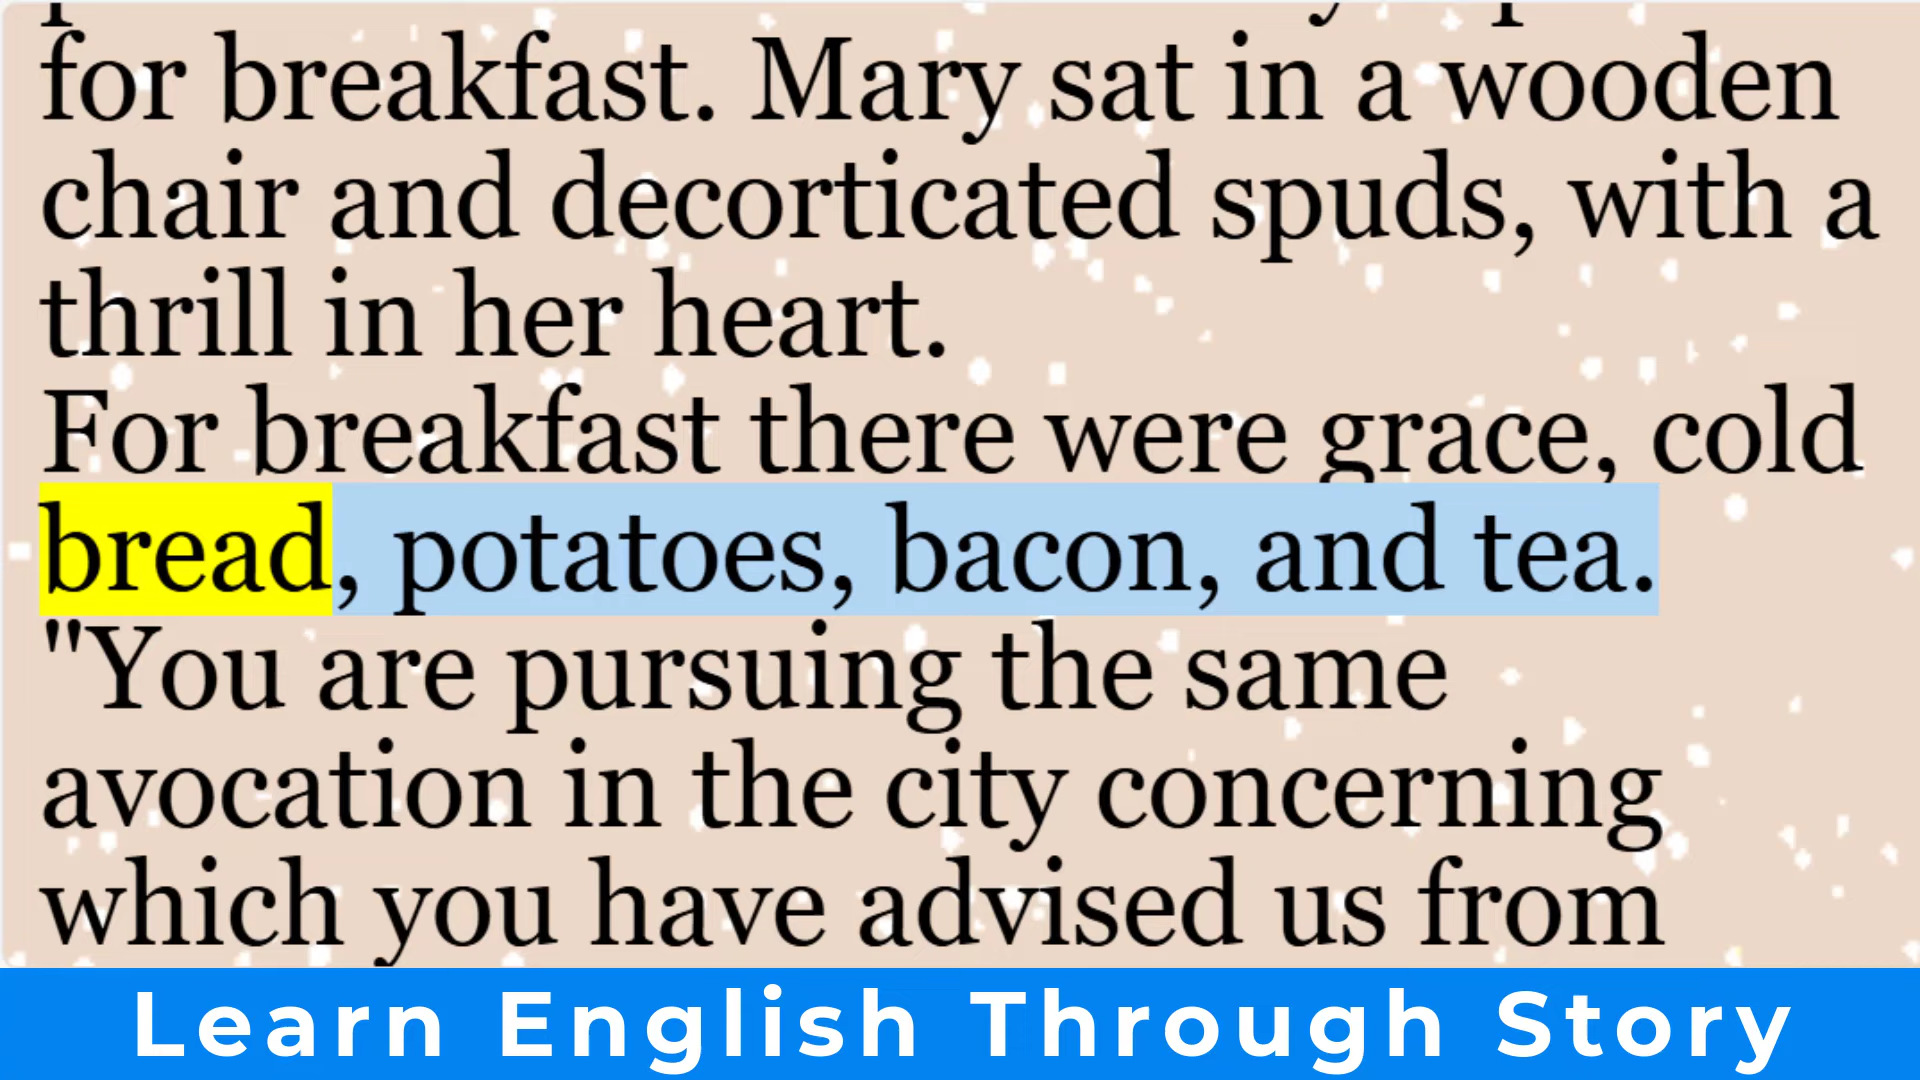 for breakfast. Mary sat in a wooden
chair and decorticated spuds, with a
thrill in her heart.
For breakfast there were grace, cold
bread, potatoes, bacon, and tea.
"You are pursuing the same
avocation in the city concerning
which you have advised us from
Learn English Through Story